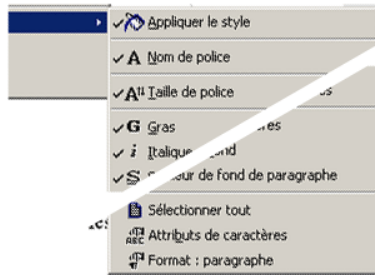 Appliquer le style
Nom de police
Taille de police
Gras
Italique
de fond de paragraphe
Sélectionner tout
Attributs de caractères
Format : paragraphe